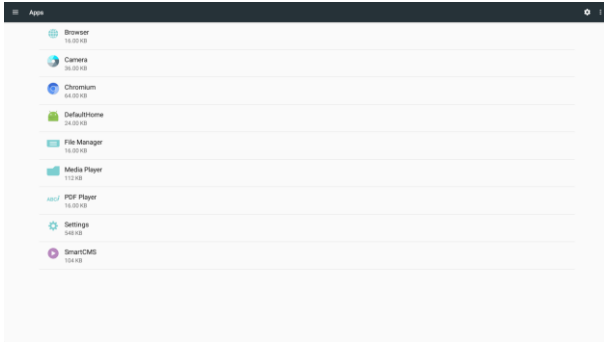 Apps
Browser
16.00 KB
Camera
36.00 KB
Chromium
64.00 KB
DefaultHome
24.00 KB
File Manager
16.00 KB
Media Player
112 KB
PDF Player
16.00 KB
Settings
948 KB
SmartCMS
104 KB